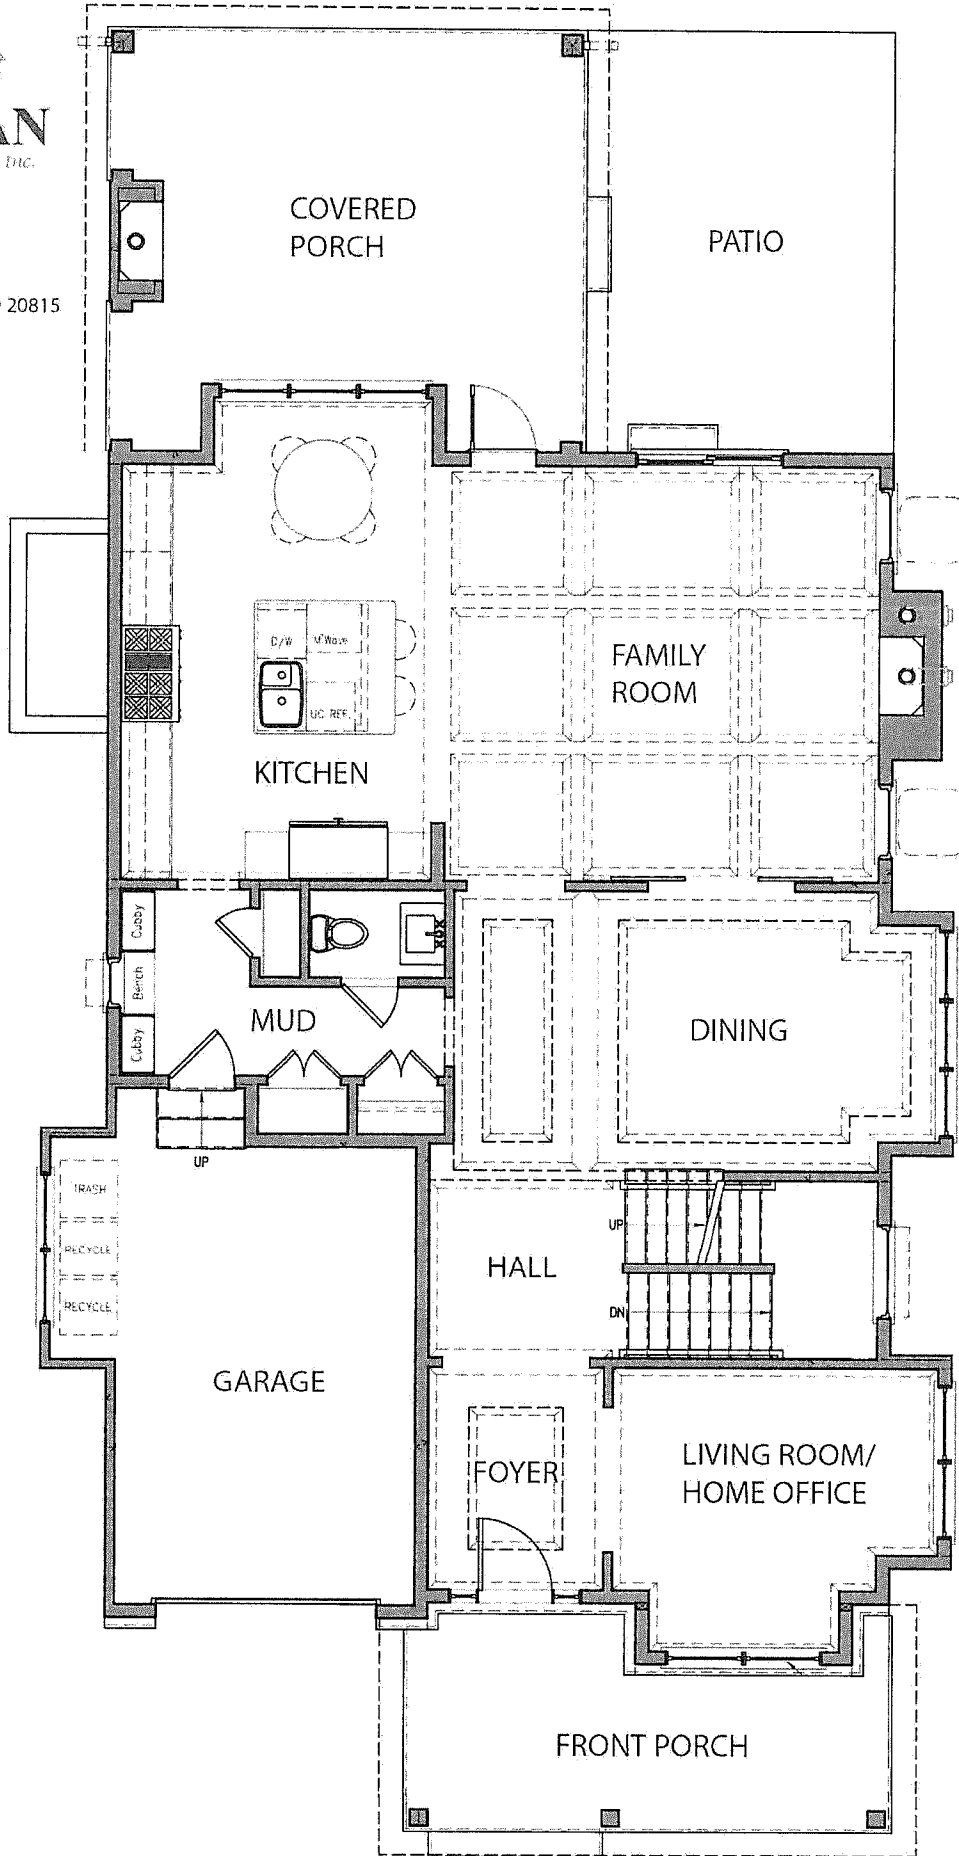 AN
Inc.
20815
COVERED
PORCH
PATIO
D/W
M'Wave
UC REF.
FAMILY
ROOM
KITCHEN
Cubby
Bench
Cubby
MUD
DINING
UP
TRASH
RECYCLE
RECYCLE
UP
HALL
DN
GARAGE
FOYER
LIVING ROOM/
HOME OFFICE
FRONT PORCH